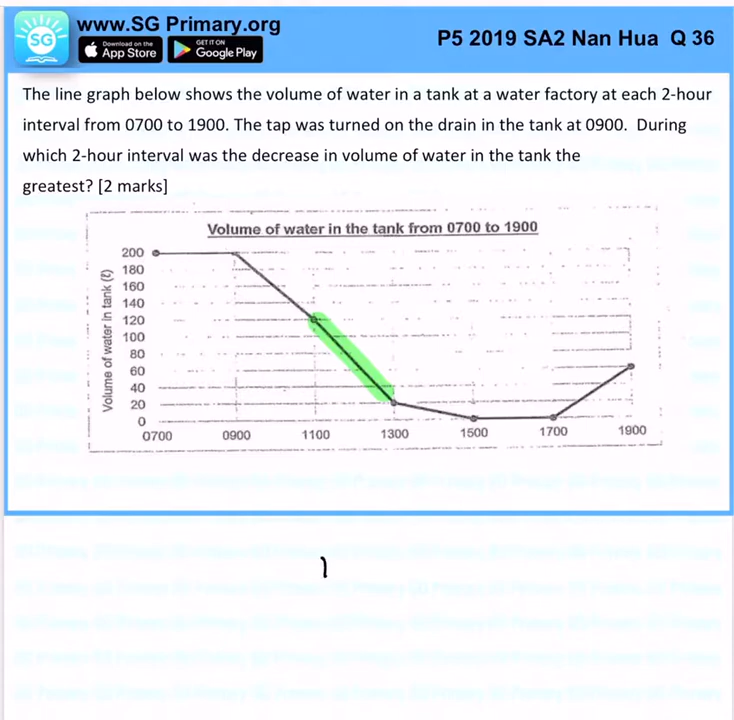 www.SG Primary.org
SG
Download on the
App Store
GET IT ON
Google Play
P5 2019 SA2 Nan Hua Q 36
The line graph below shows the volume of water in a tank at a water factory at each 2-hour
interval from 0700 to 1900. The tap was turned on the drain in the tank at 0900. During
which 2-hour interval was the decrease in volume of water in the tank the
greatest? [2 marks]
Volume of water in the tank from 0700 to 1900
Volume of water in tank (ℓ)
200
180
160
140
120
100
80
60
40
20
0
0700 0900 1100 1300 1500 1700 1900
1